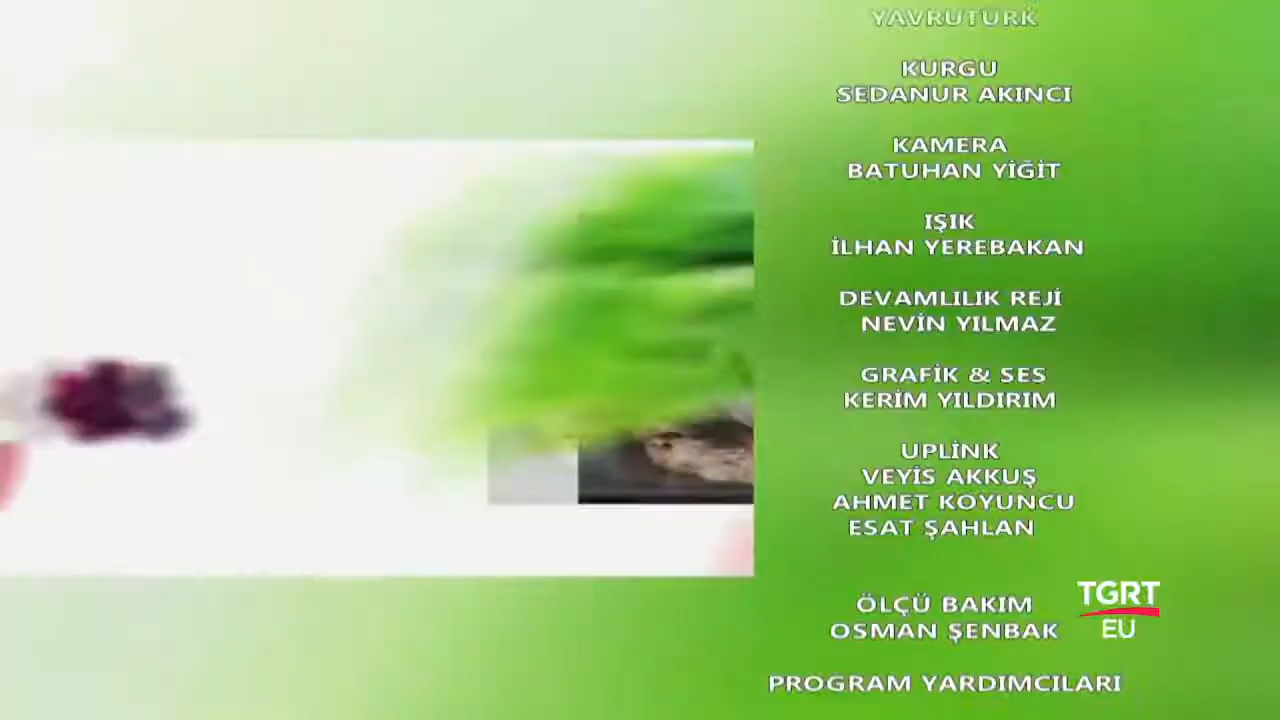 YAVRUTÜRK
KURGU
SEDANUR AKINCI
KAMERA
BATUHAN YİĞİT
IŞIK
İLHAN YEREBAKAN
DEVAMLILIK REJİ
NEVİN YILMAZ
GRAFİK & SES
KERİM YILDIRIM
UPLİNK
VEYİS AKKUŞ
AHMET KOYUNCU
ESAT ŞAHLAN
ÖLÇÜ BAKIM
OSMAN ŞENBAK
TGRT
EU
PROGRAM YARDIMCILARI